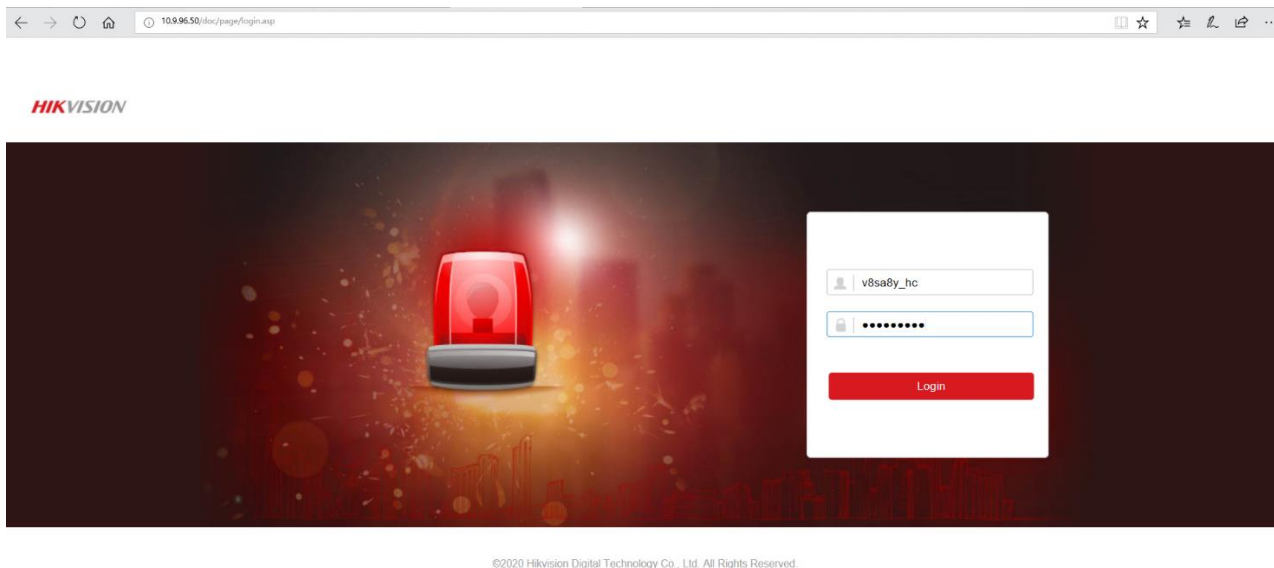 10.9.96.50/doc/page/login.asp
HIKVISION
v8sa8y_hc
•••••••••
Login
©2020 Hikvision Digital Technology Co., Ltd. All Rights Reserved.